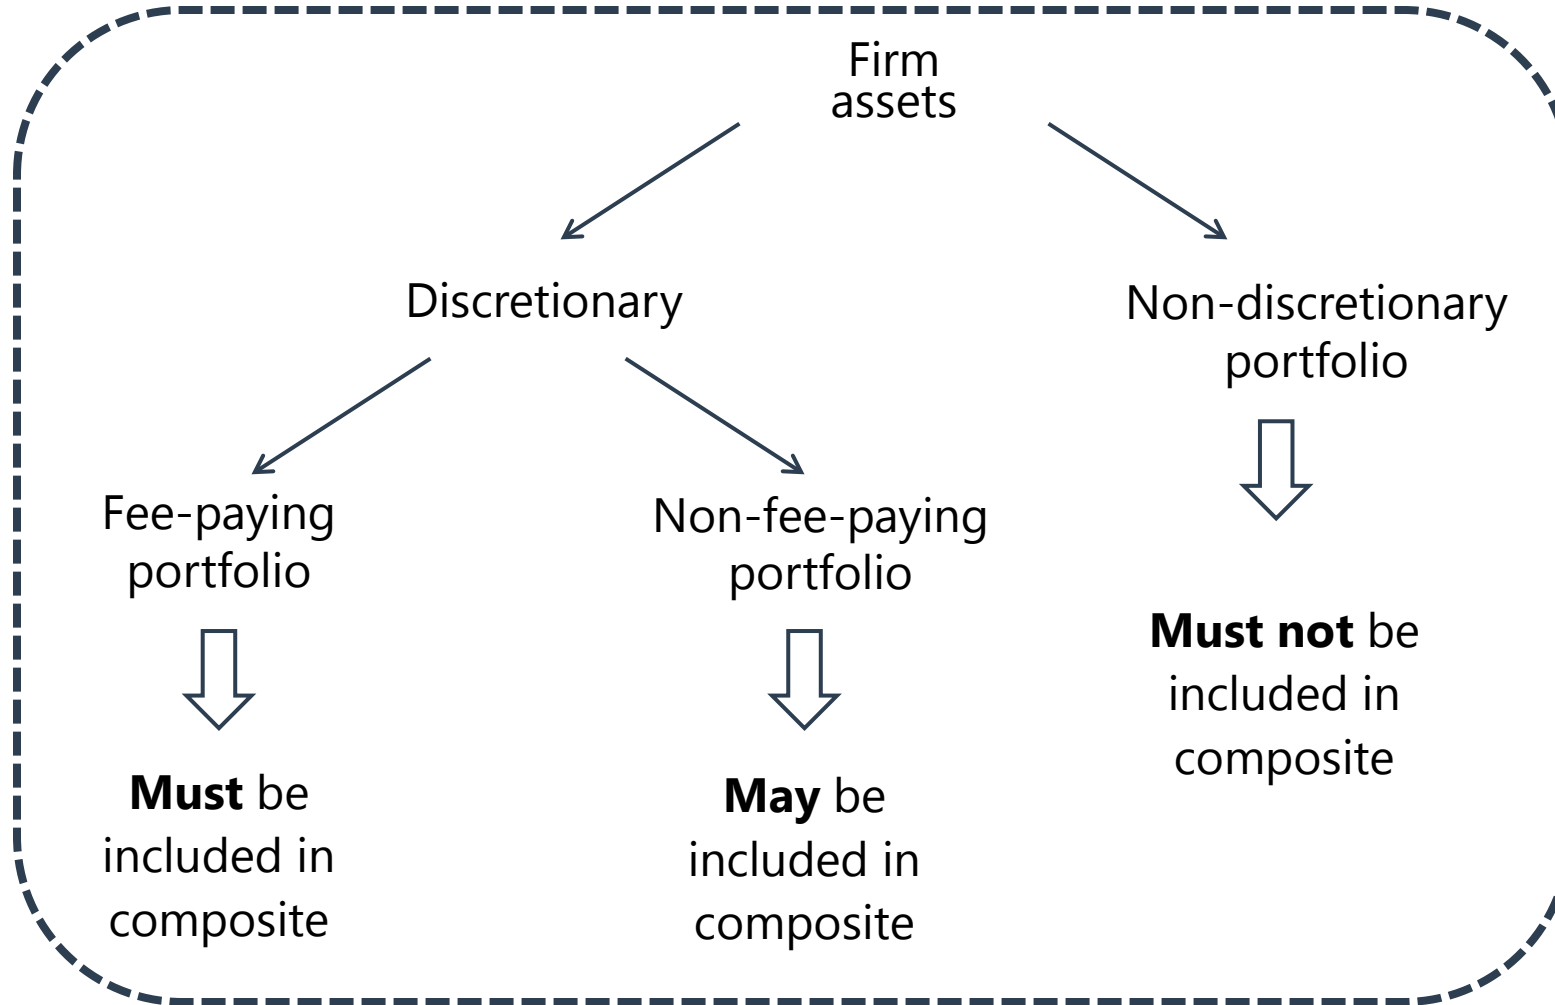 Firm
assets
Discretionary
Non-discretionary
portfolio
Fee-paying
portfolio
Non-fee-paying
portfolio
Must be
included in
composite
May be
included in
composite
Must not be
included in
composite